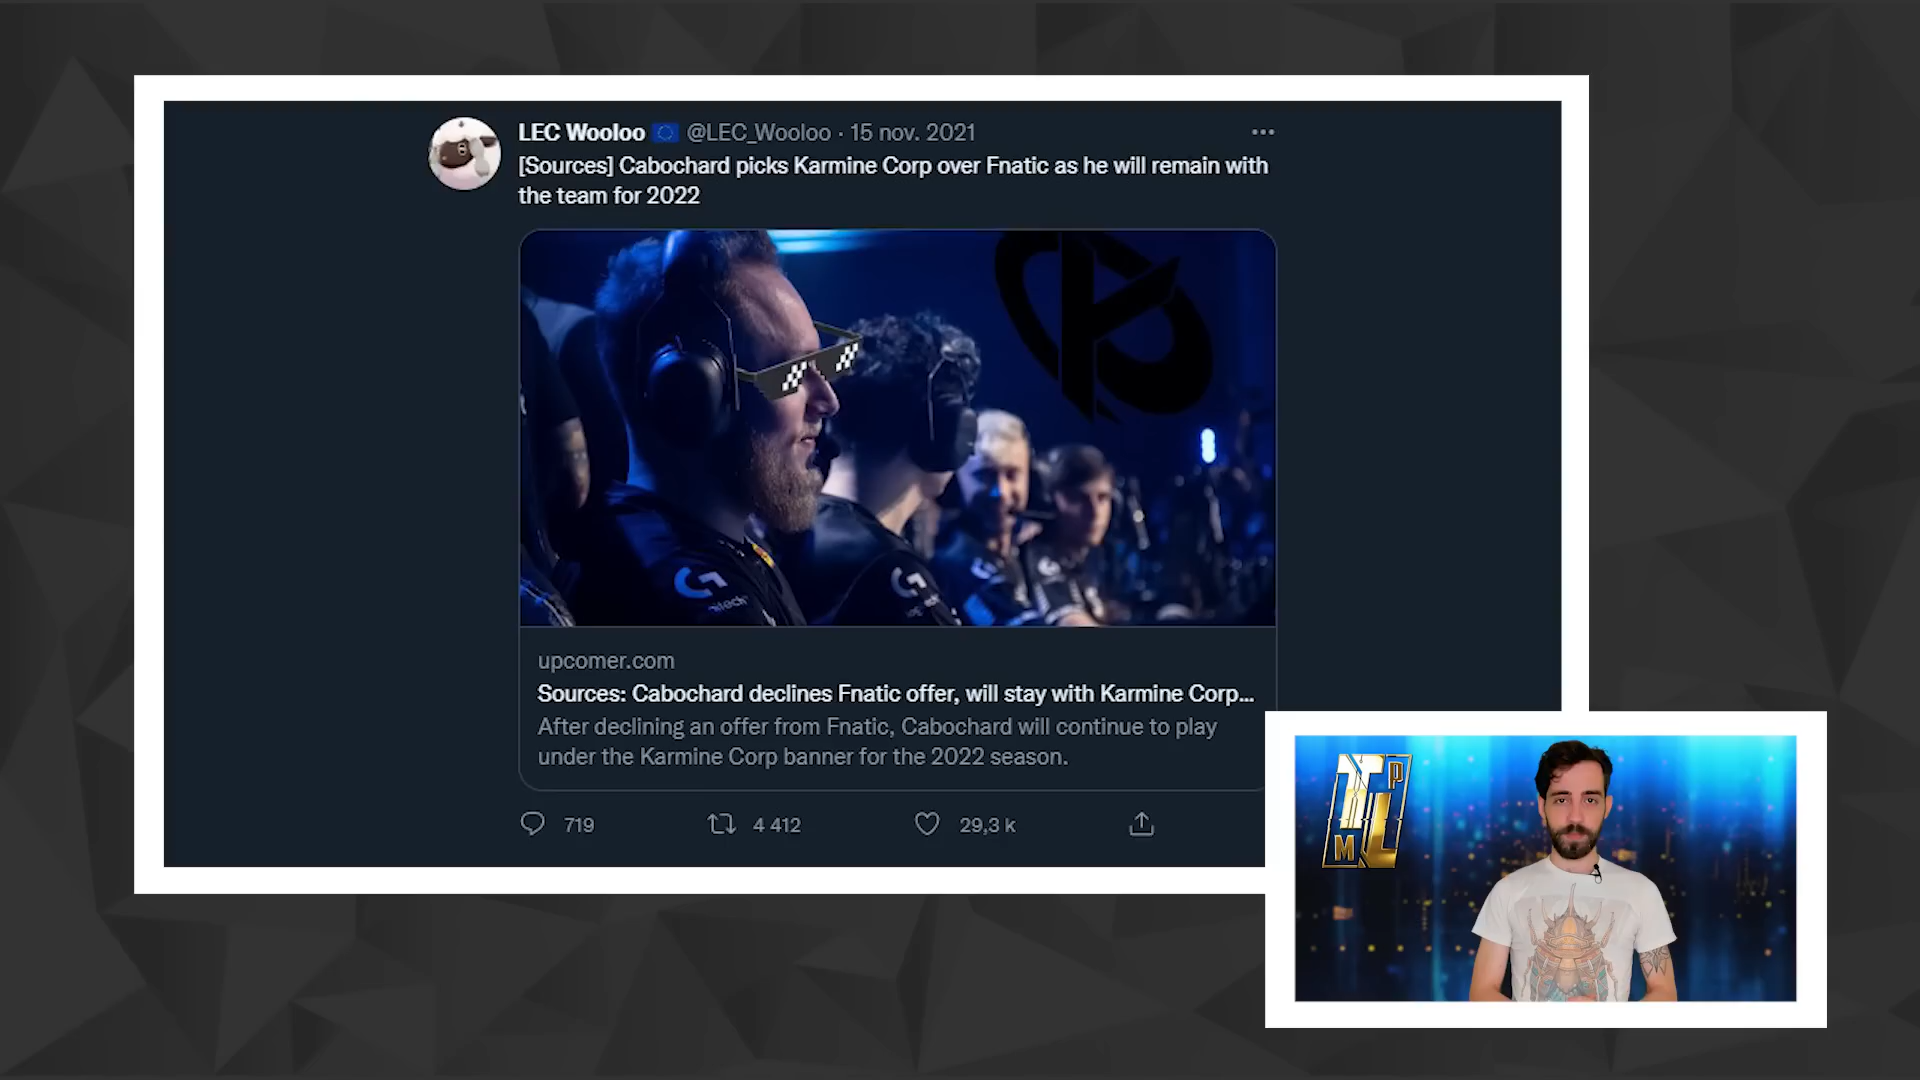 LEC Wooloo @LEC_Wooloo · 15 nov. 2021
[Sources] Cabochard picks Karmine Corp over Fnatic as he will remain with
the team for 2022
upcomer.com
Sources: Cabochard declines Fnatic offer, will stay with Karmine Corp...
After declining an offer from Fnatic, Cabochard will continue to play
under the Karmine Corp banner for the 2022 season.
719 4 412 29,3 k